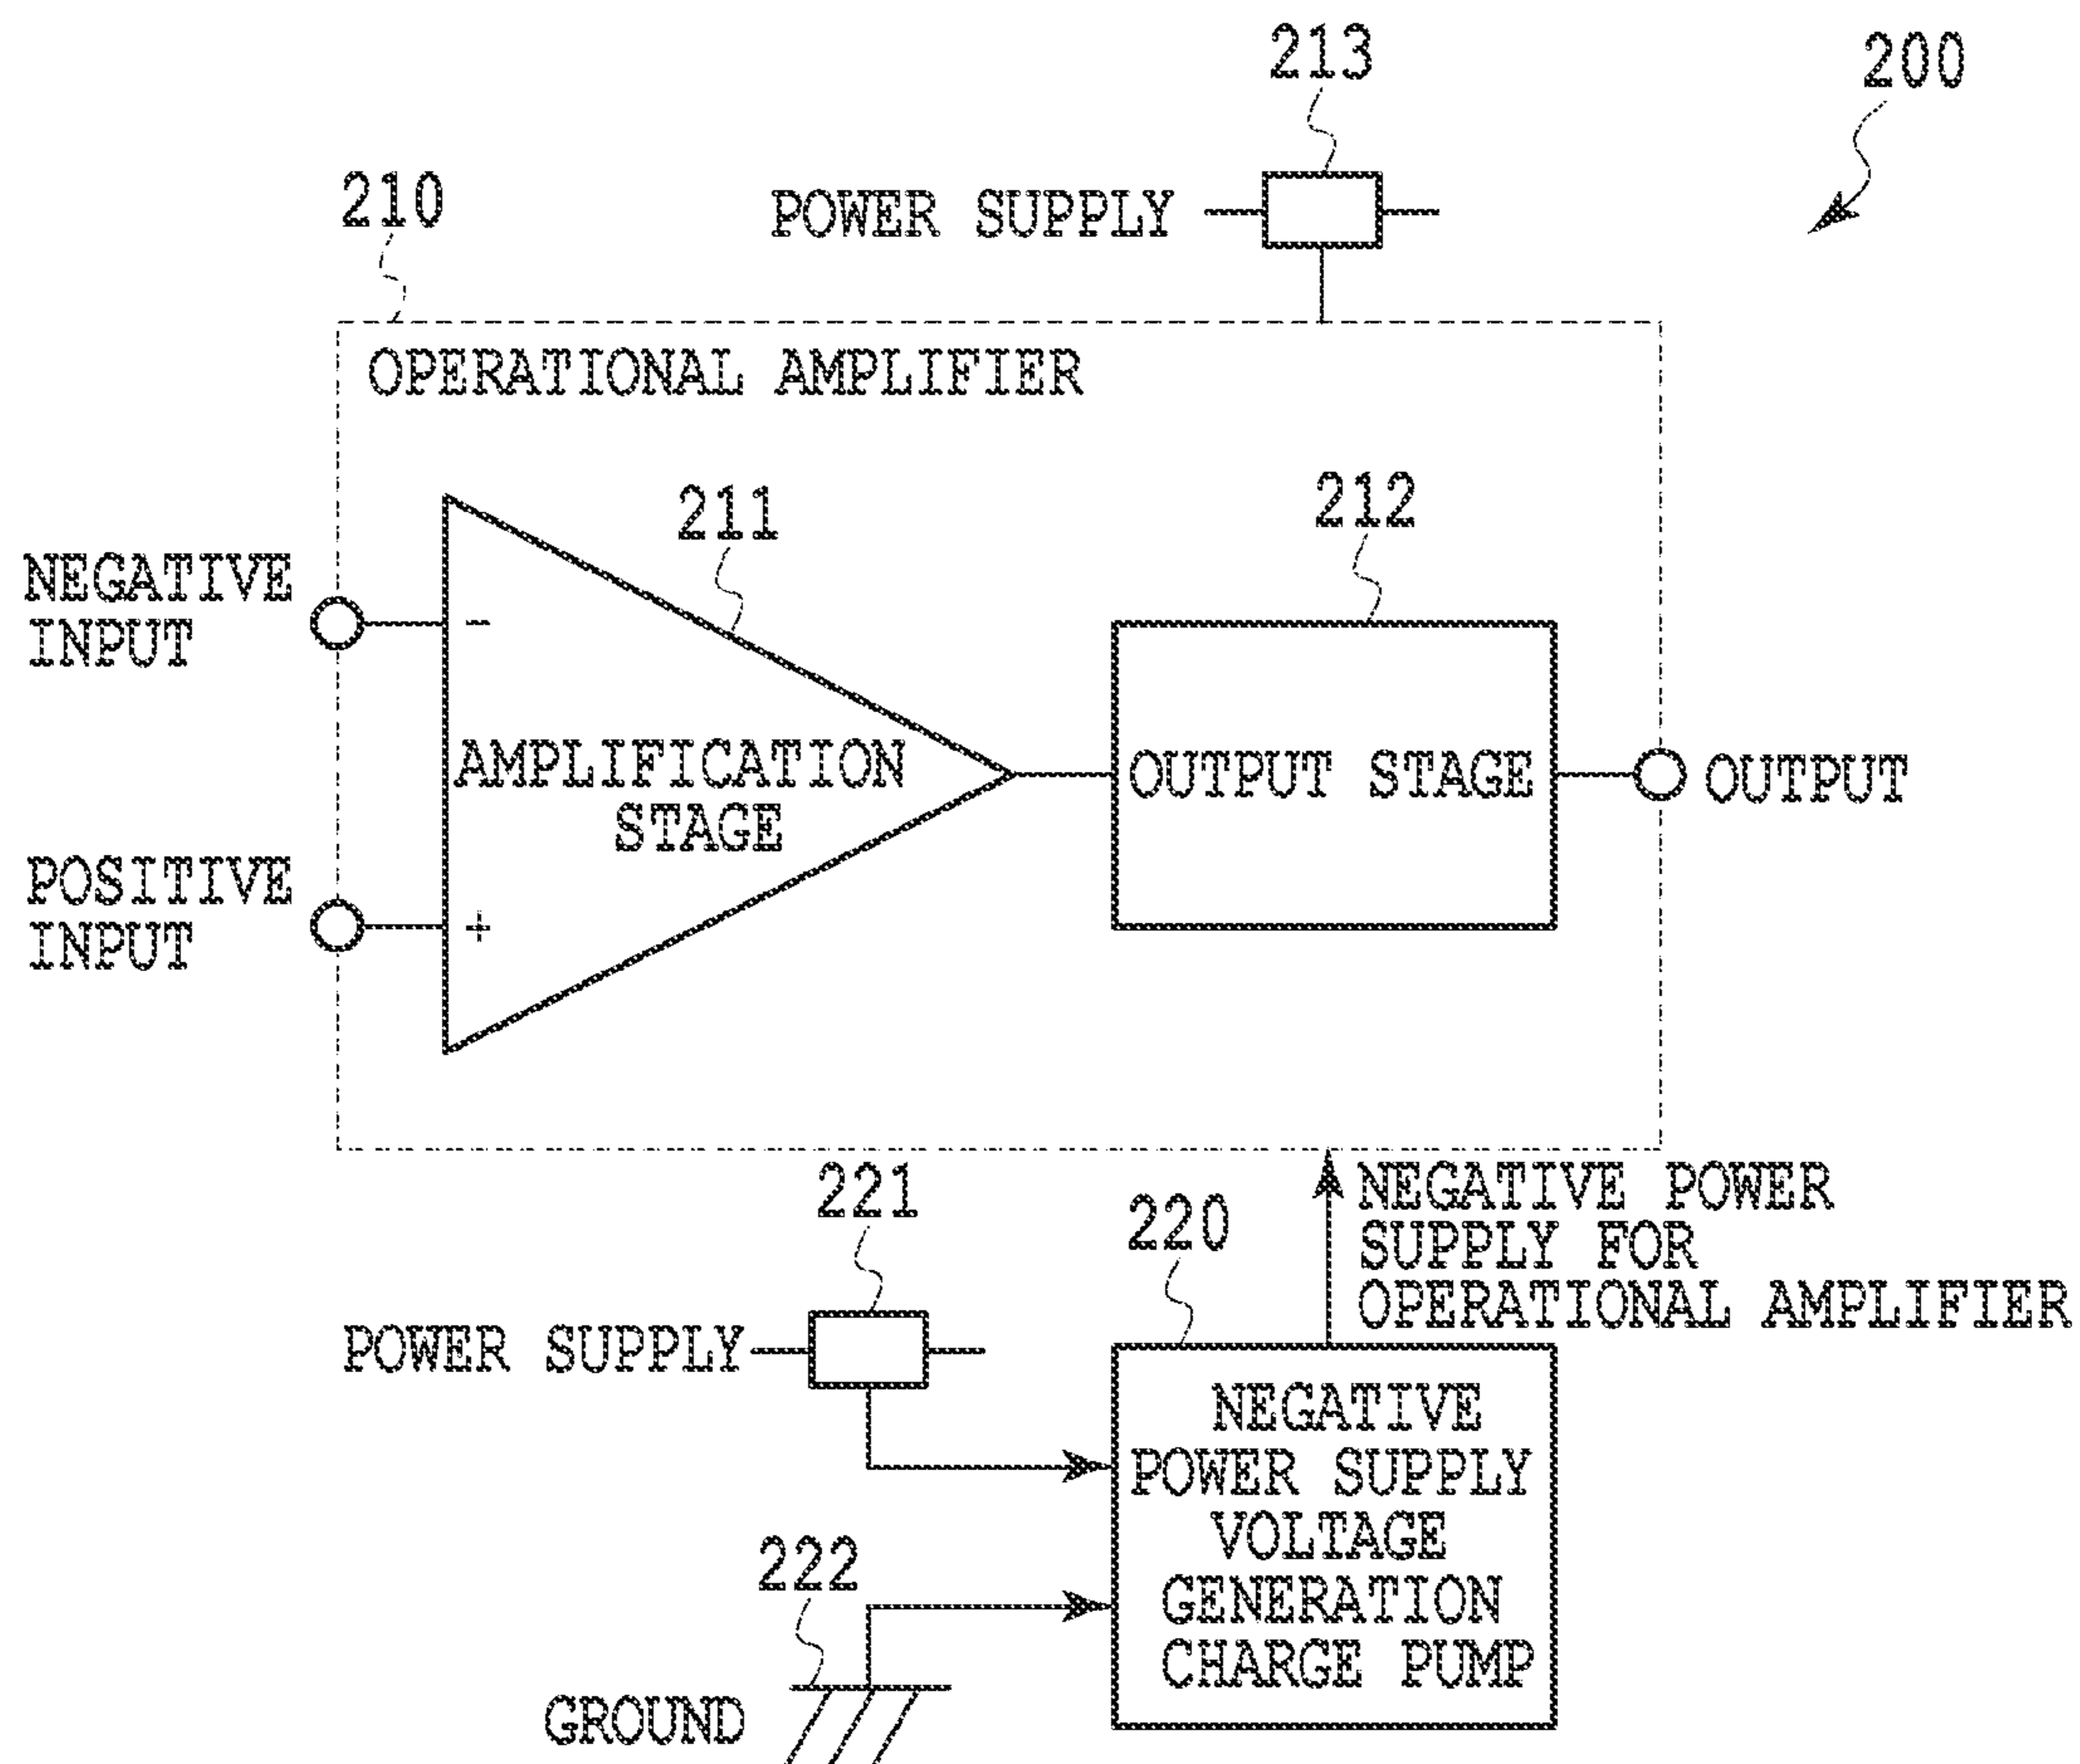 213
200
210
POWER SUPPLY
OPERATIONAL AMPLIFIER
211
212
NEGATIVE
INPUT
-
AMPLIFICATION
STAGE
OUTPUT STAGE
OUTPUT
POSITIVE
INPUT
+
221
220
NEGATIVE POWER
SUPPLY FOR
OPERATIONAL AMPLIFIER
POWER SUPPLY
NEGATIVE
POWER SUPPLY
VOLTAGE
GENERATION
CHARGE PUMP
222
GROUND